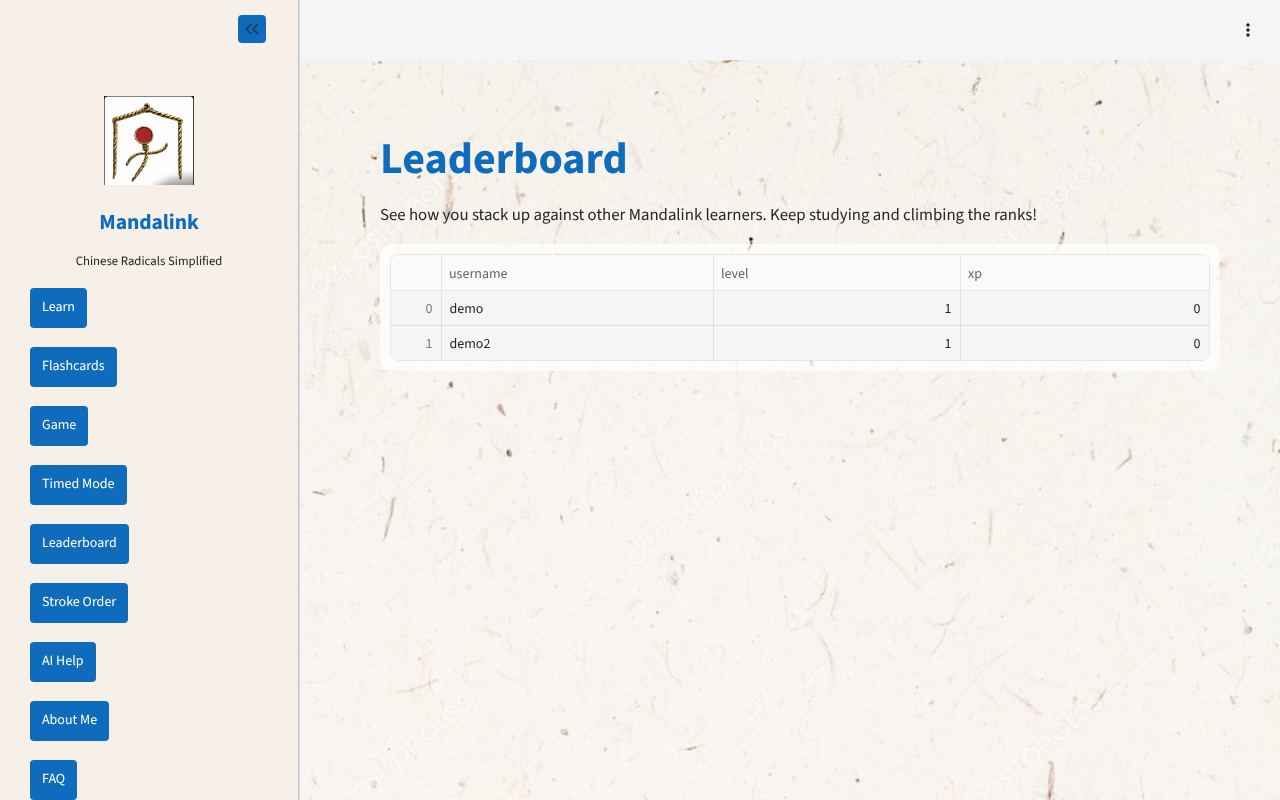 Mandalink
Chinese Radicals Simplified
Learn
Flashcards
Game
Timed Mode
Leaderboard
Stroke Order
AI Help
About Me
FAQ
Leaderboard
See how you stack up against other Mandalink learners. Keep studying and climbing the ranks!
username level xp
0 demo 1 0
1 demo2 1 0
depositphotos
depositphotos